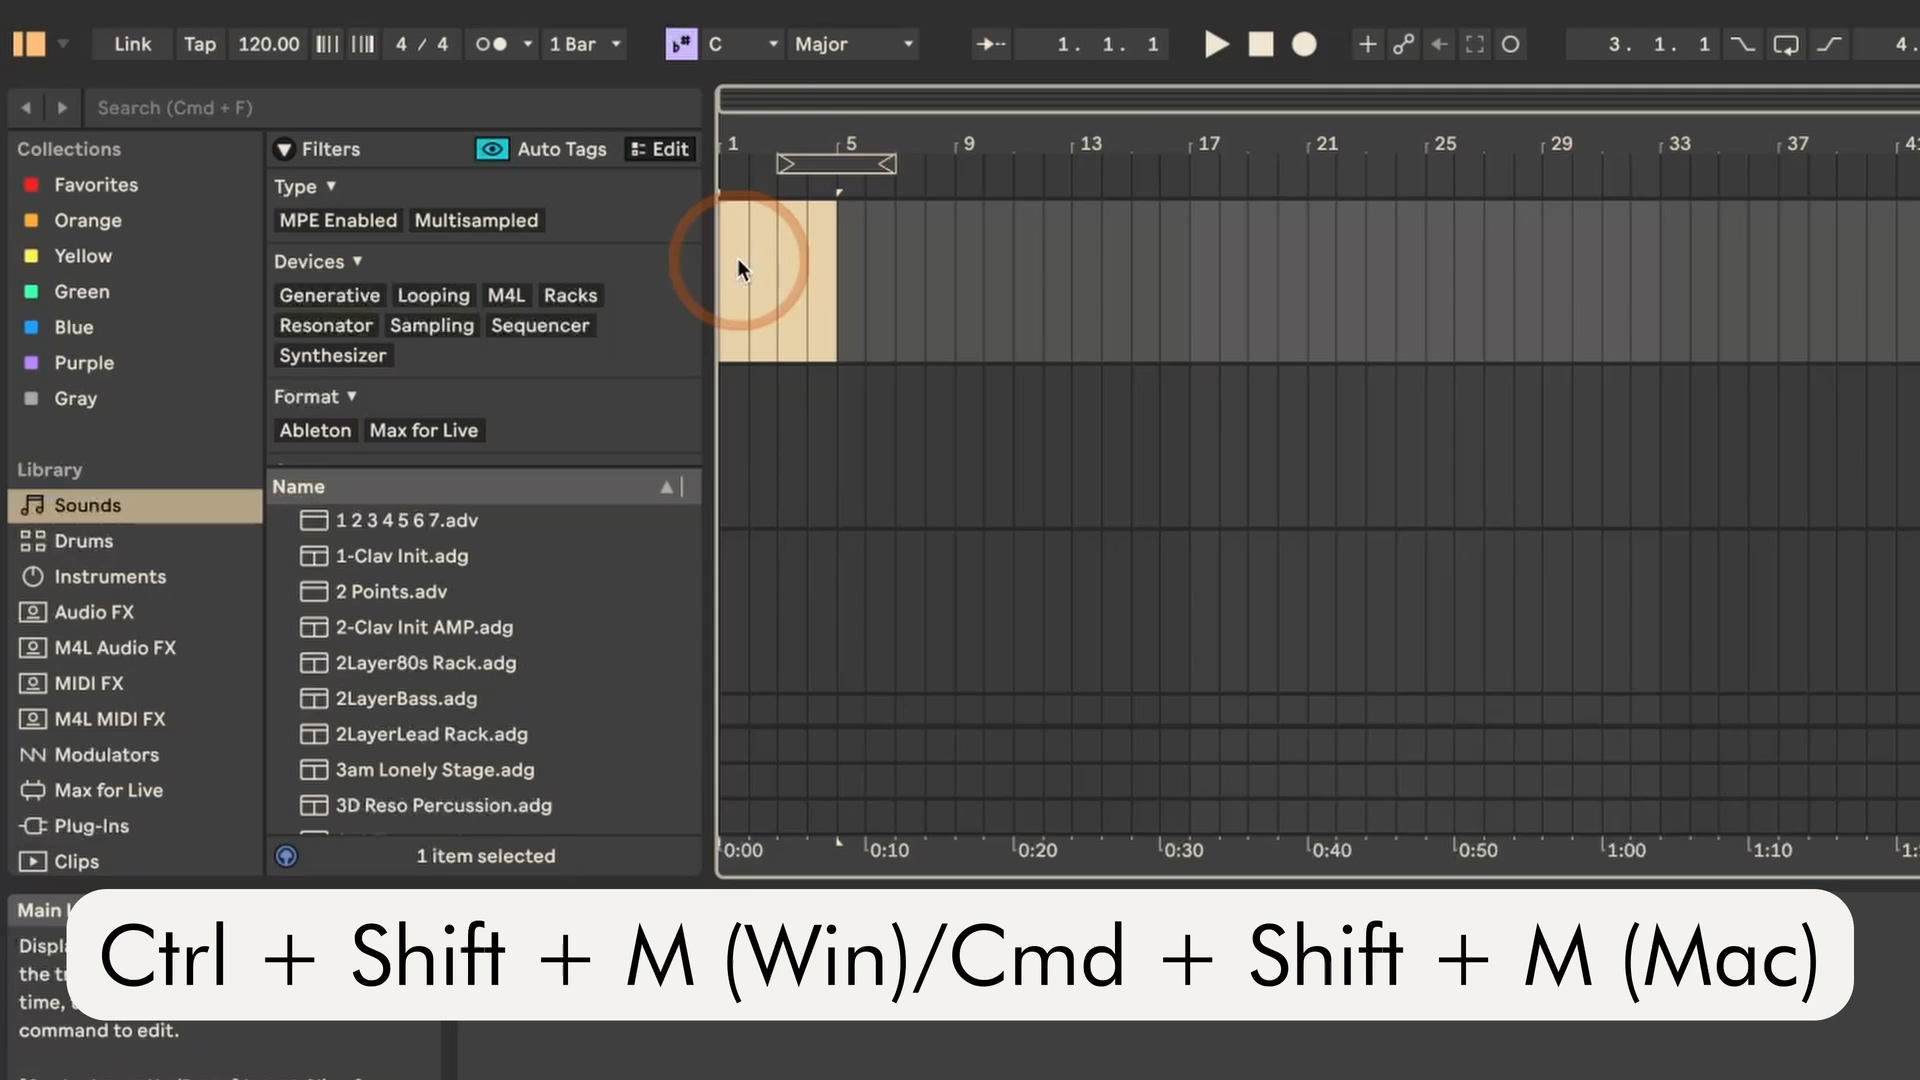 Link Tap 120.00 4 / 4 1 Bar C Major 1. 1. 1 3. 1. 1 4.
Search (Cmd + F)
Collections
Favorites
Orange
Yellow
Green
Blue
Purple
Gray
Library
Sounds
Drums
Instruments
Audio FX
M4L Audio FX
MIDI FX
M4L MIDI FX
Modulators
Max for Live
Plug-Ins
Clips
Filters Auto Tags Edit
Type
MPE Enabled Multisampled
Devices
Generative Looping M4L Racks
Resonator Sampling Sequencer
Synthesizer
Format
Ableton Max for Live
Name
1 2 3 4 5 6 7.adv
1-Clav Init.adg
2 Points.adv
2-Clav Init AMP.adg
2Layer80s Rack.adg
2LayerBass.adg
2LayerLead Rack.adg
3am Lonely Stage.adg
3D Reso Percussion.adg
1 item selected
1 5 9 13 17 21 25 29 33 37 41
0:00 0:10 0:20 0:30 0:40 0:50 1:00 1:10
Main
the
time,
command to edit.
Ctrl + Shift + M (Win)/Cmd + Shift + M (Mac)